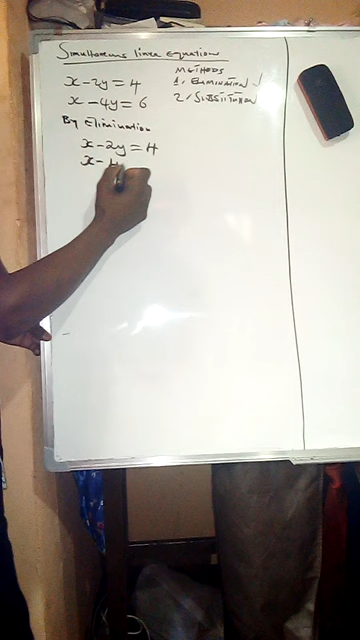 Simultaneous linear equation
x-2y=4
x-4y=6
METHODS
1. ELIMINATION ✓
2. SUBSTITUTION
By Elimination
x-2y=4
x-4